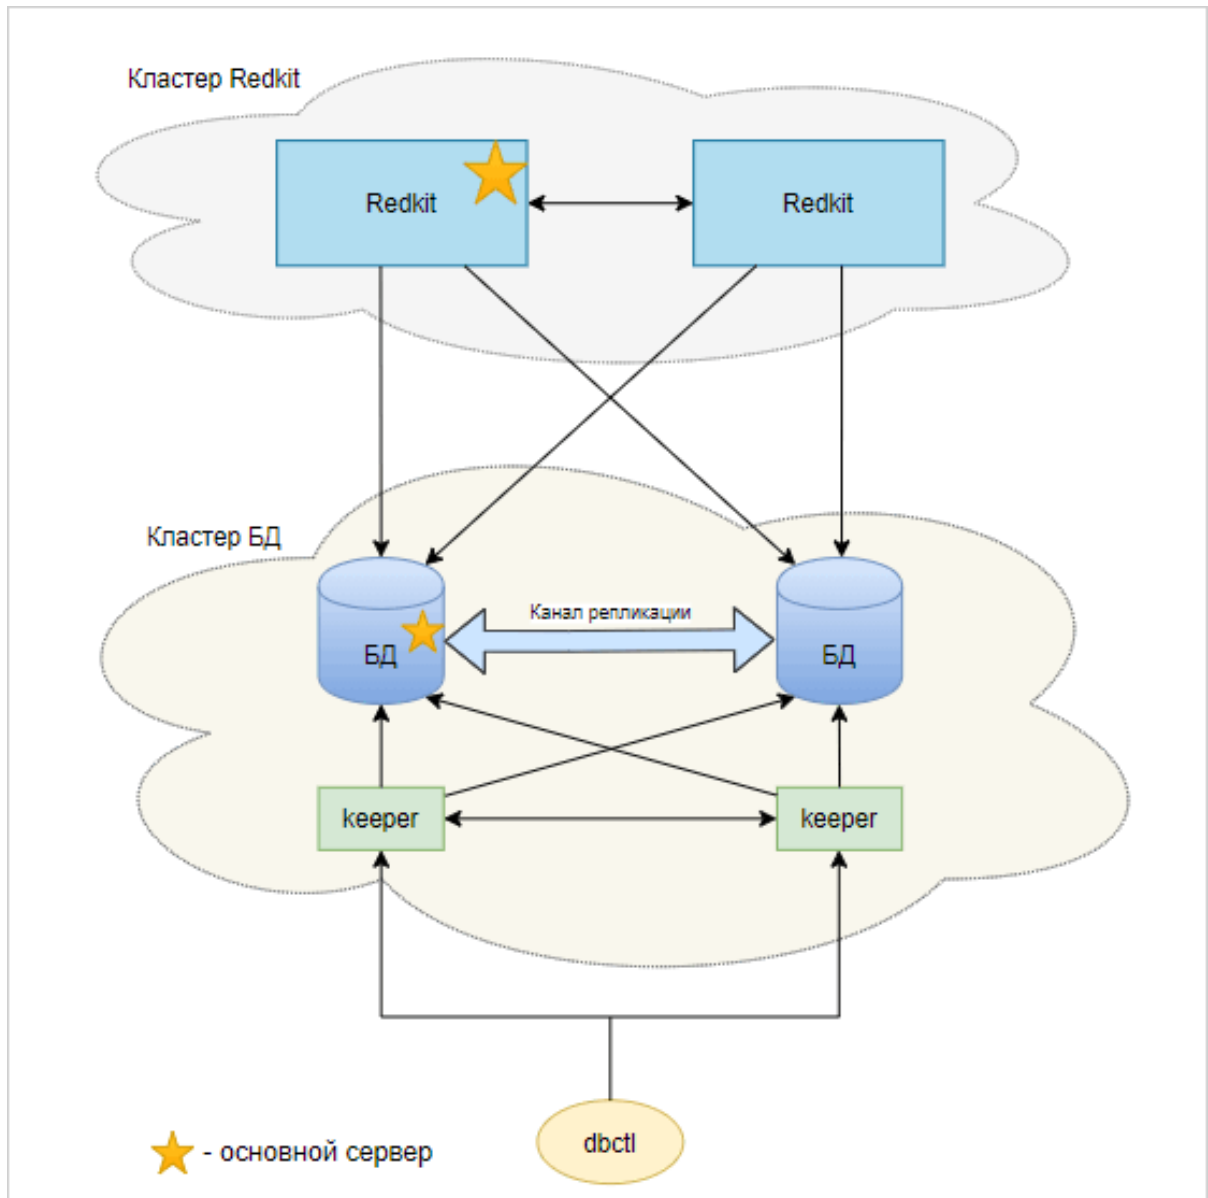 Кластер Redkit
Redkit
Redkit
Кластер БД
Канал репликации
БД
БД
keeper
keeper
dbctl
- основной сервер